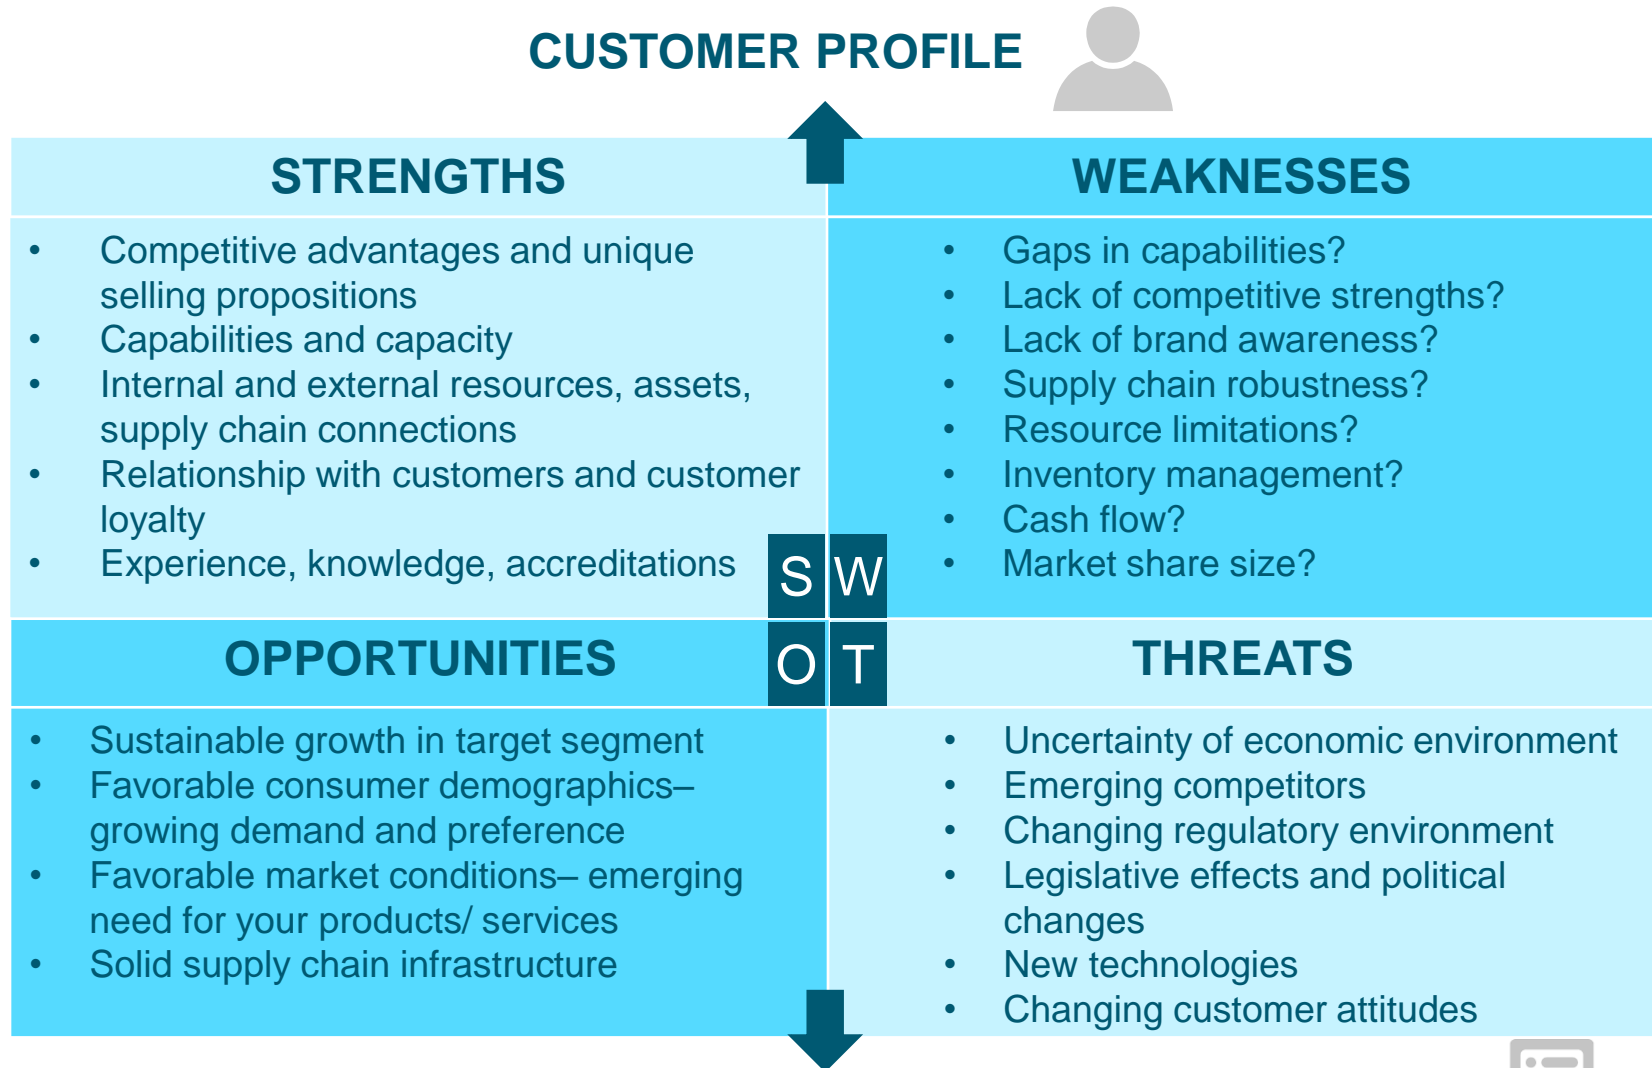 CUSTOMER PROFILE
STRENGTHS
• Competitive advantages and unique
selling propositions
• Capabilities and capacity
• Internal and external resources, assets,
supply chain connections
• Relationship with customers and customer
loyalty
• Experience, knowledge, accreditations
WEAKNESSES
• Gaps in capabilities?
• Lack of competitive strengths?
• Lack of brand awareness?
• Supply chain robustness?
• Resource limitations?
• Inventory management?
• Cash flow?
• Market share size?
S W
O T
OPPORTUNITIES
• Sustainable growth in target segment
• Favorable consumer demographics–
growing demand and preference
• Favorable market conditions– emerging
need for your products/ services
• Solid supply chain infrastructure
THREATS
• Uncertainty of economic environment
• Emerging competitors
• Changing regulatory environment
• Legislative effects and political
changes
• New technologies
• Changing customer attitudes